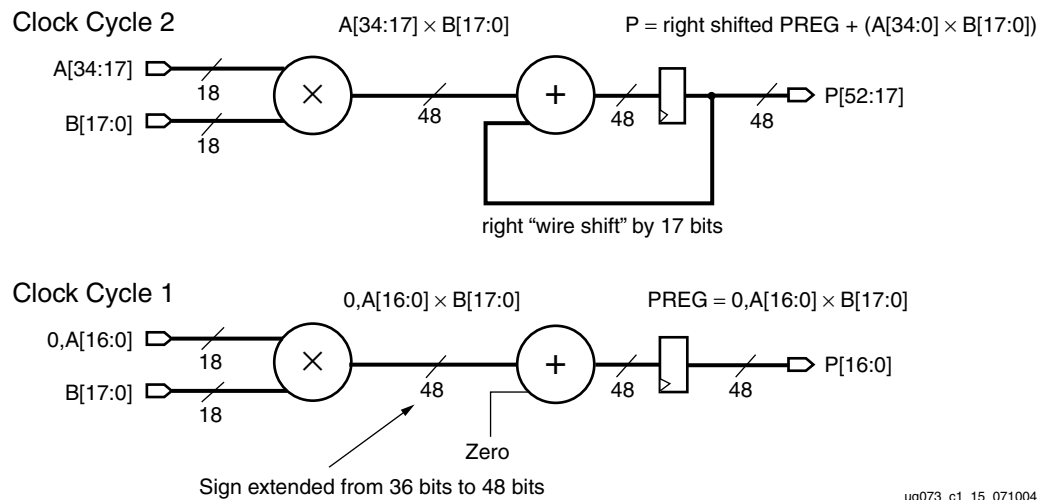 Clock Cycle 2
A[34:17] × B[17:0]
P = right shifted PREG + (A[34:0] × B[17:0])
A[34:17]
18
B[17:0]
18
×
48
+
48
48
P[52:17]
right “wire shift” by 17 bits
Clock Cycle 1
0,A[16:0] × B[17:0]
PREG = 0,A[16:0] × B[17:0]
0,A[16:0]
18
B[17:0]
18
×
48
+
48
48
P[16:0]
Zero
Sign extended from 36 bits to 48 bits
ug073_c1_15_071004